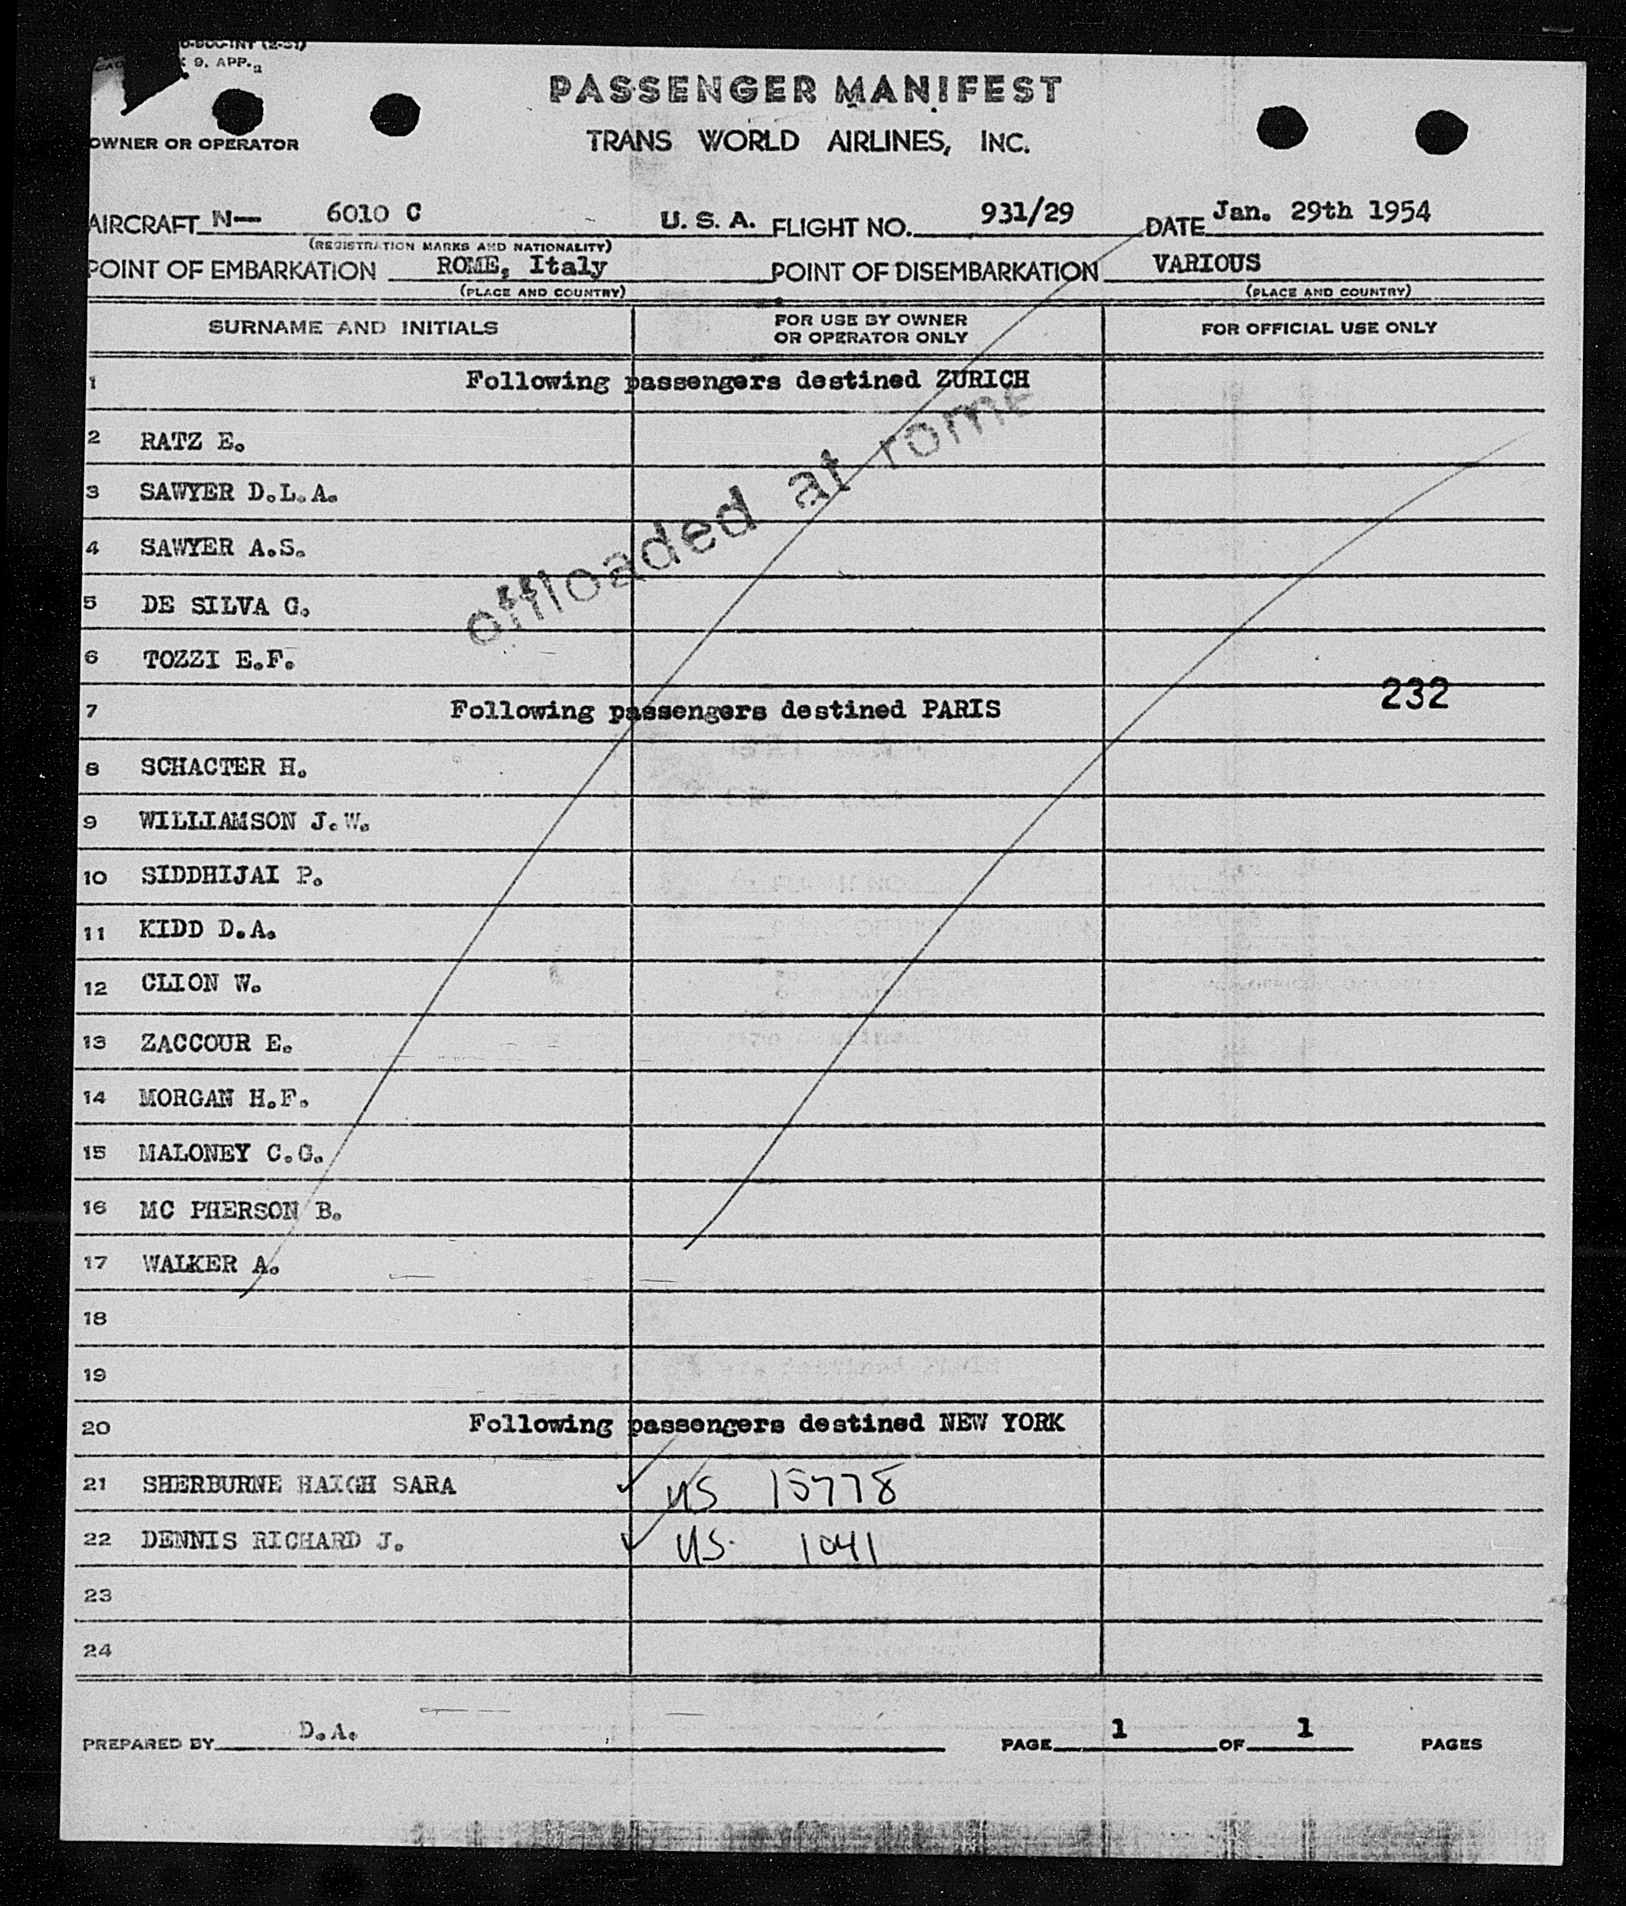 9. APP.
PASSENGER MANIFEST
OWNER OR OPERATOR
TRANS WORLD AIRLINES, INC.
AIRCRAFT N— 6010 C U. S. A. FLIGHT NO. 931/29 DATE Jan. 29th 1954
(REGISTRATION MARKS AND NATIONALITY)
POINT OF EMBARKATION ROME, Italy POINT OF DISEMBARKATION VARIOUS
(PLACE AND COUNTRY) (PLACE AND COUNTRY)
SURNAME AND INITIALS FOR USE BY OWNER OR OPERATOR ONLY FOR OFFICIAL USE ONLY
1 Following passengers destined ZURICH
offloaded at rome
2 RATZ E.
3 SAWYER D.L.A.
4 SAWYER A.S.
5 DE SILVA G.
6 TOZZI E.F.
232
7 Following passengers destined PARIS
8 SCHACTER H.
9 WILLIAMSON J.W.
10 SIDDHIJAI P.
11 KIDD D.A.
12 CLION W.
13 ZACCOUR E.
14 MORGAN H.F.
15 MALONEY C.G.
16 MC PHERSON B.
17 WALKER A.
18
19
20 Following passengers destined NEW YORK
21 SHERBURNE HAIGH SARA ✓ US 15778
22 DENNIS RICHARD J. ✓ US. 1041
23
24
PREPARED BY D.A. PAGE 1 OF 1 PAGES